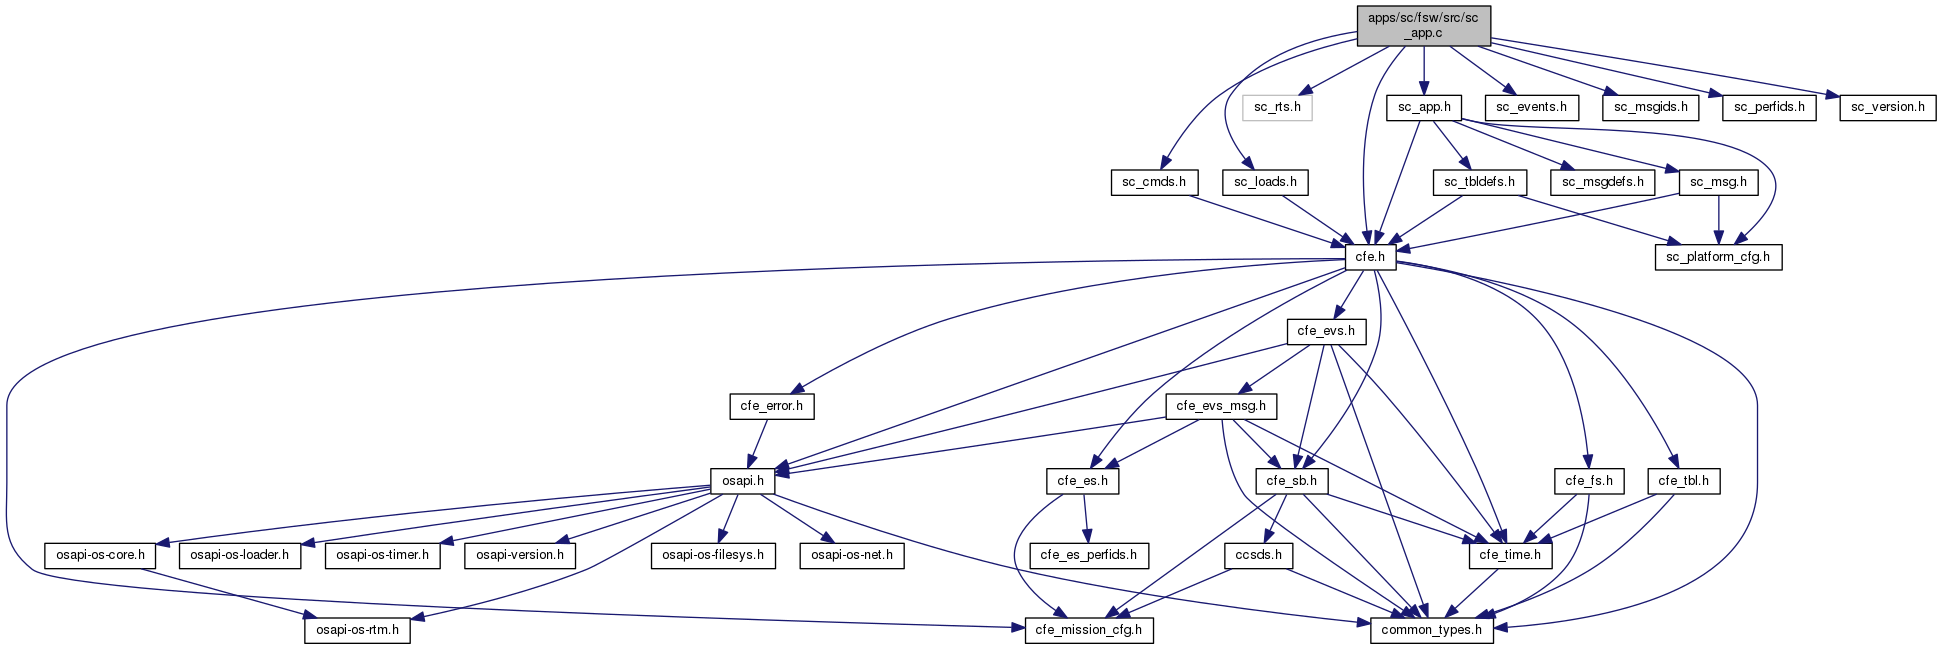 apps/sc/fsw/src/sc
_app.c
sc_rts.h
sc_app.h
sc_events.h
sc_msgids.h
sc_perfids.h
sc_version.h
sc_cmds.h
sc_loads.h
sc_tbldefs.h
sc_msgdefs.h
sc_msg.h
cfe.h
sc_platform_cfg.h
cfe_evs.h
cfe_error.h
cfe_evs_msg.h
osapi.h
cfe_es.h
cfe_sb.h
cfe_fs.h
cfe_tbl.h
osapi-os-core.h
osapi-os-loader.h
osapi-os-timer.h
osapi-version.h
osapi-os-filesys.h
osapi-os-net.h
cfe_es_perfids.h
ccsds.h
cfe_time.h
osapi-os-rtm.h
cfe_mission_cfg.h
common_types.h